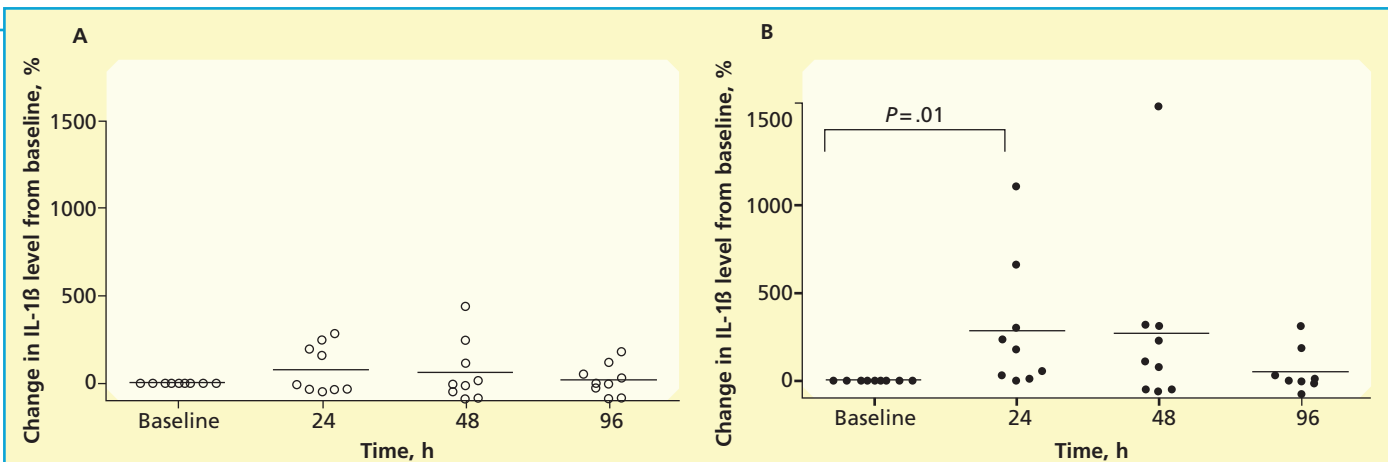 A
Change in IL-1ß level from baseline, %
1500
1000
500
0
Baseline 24 48 96
Time, h
B
Change in IL-1ß level from baseline, %
1500
1000
500
0
P=.01
Baseline 24 48 96
Time, h